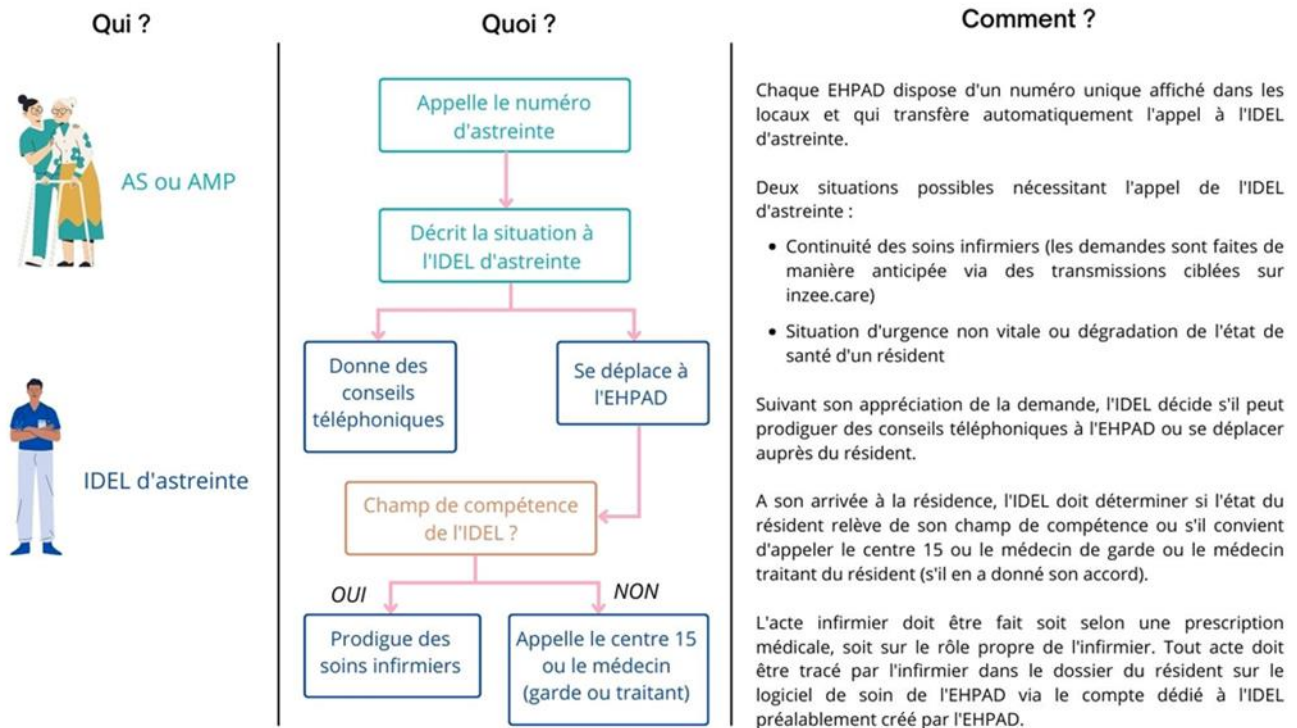 Qui ?
AS ou AMP
IDEL d'astreinte
Quoi ?
Appelle le numéro
d'astreinte
Décrit la situation à
l'IDEL d'astreinte
Donne des
conseils
téléphoniques
Se déplace à
l'EHPAD
Champ de compétence
de l'IDEL ?
OUI
NON
Prodigue des
soins infirmiers
Appelle le centre 15
ou le médecin
(garde ou traitant)
Comment ?
Chaque EHPAD dispose d'un numéro unique affiché dans les
locaux et qui transfère automatiquement l'appel à l'IDEL
d'astreinte.
Deux situations possibles nécessitant l'appel de l'IDEL
d'astreinte :
• Continuité des soins infirmiers (les demandes sont faites de
manière anticipée via des transmissions ciblées sur
inzee.care)
• Situation d'urgence non vitale ou dégradation de l'état de
santé d'un résident
Suivant son appréciation de la demande, l'IDEL décide s'il peut
prodiguer des conseils téléphoniques à l'EHPAD ou se déplacer
auprès du résident.
A son arrivée à la résidence, l'IDEL doit déterminer si l'état du
résident relève de son champ de compétence ou s'il convient
d'appeler le centre 15 ou le médecin de garde ou le médecin
traitant du résident (s'il en a donné son accord).
L'acte infirmier doit être fait soit selon une prescription
médicale, soit sur le rôle propre de l'infirmier. Tout acte doit
être tracé par l'infirmier dans le dossier du résident sur le
logiciel de soin de l'EHPAD via le compte dédié à l'IDEL
préalablement créé par l'EHPAD.